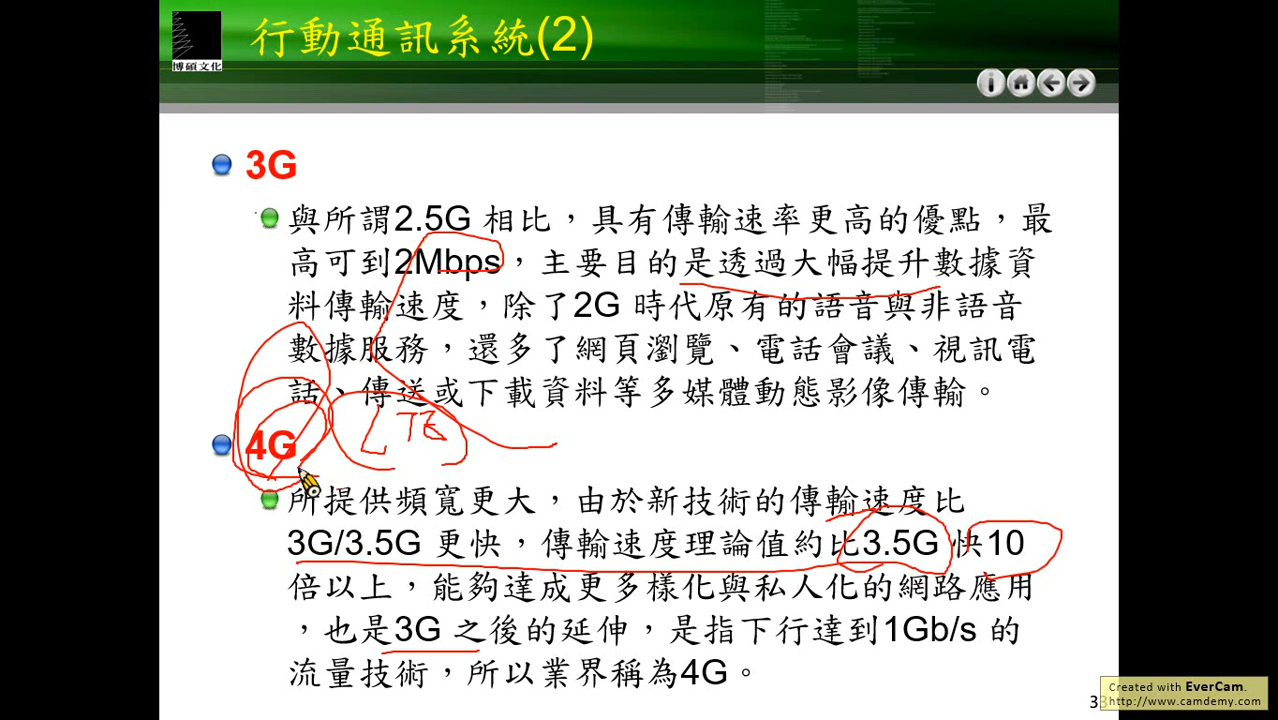 行動通訊系統(2)
博碩文化
3G
與所謂2.5G 相比，具有傳輸速率更高的優點，最
高可到2Mbps，主要目的是透過大幅提升數據資
料傳輸速度，除了2G 時代原有的語音與非語音
數據服務，還多了網頁瀏覽、電話會議、視訊電
話、傳送或下載資料等多媒體動態影像傳輸。
4G
LTE
所提供頻寬更大，由於新技術的傳輸速度比
3G/3.5G 更快，傳輸速度理論值約比3.5G 快10
倍以上，能夠達成更多樣化與私人化的網路應用
，也是3G 之後的延伸，是指下行達到1Gb/s 的
流量技術，所以業界稱為4G。
Created with EverCam.
http://www.camdemy.com